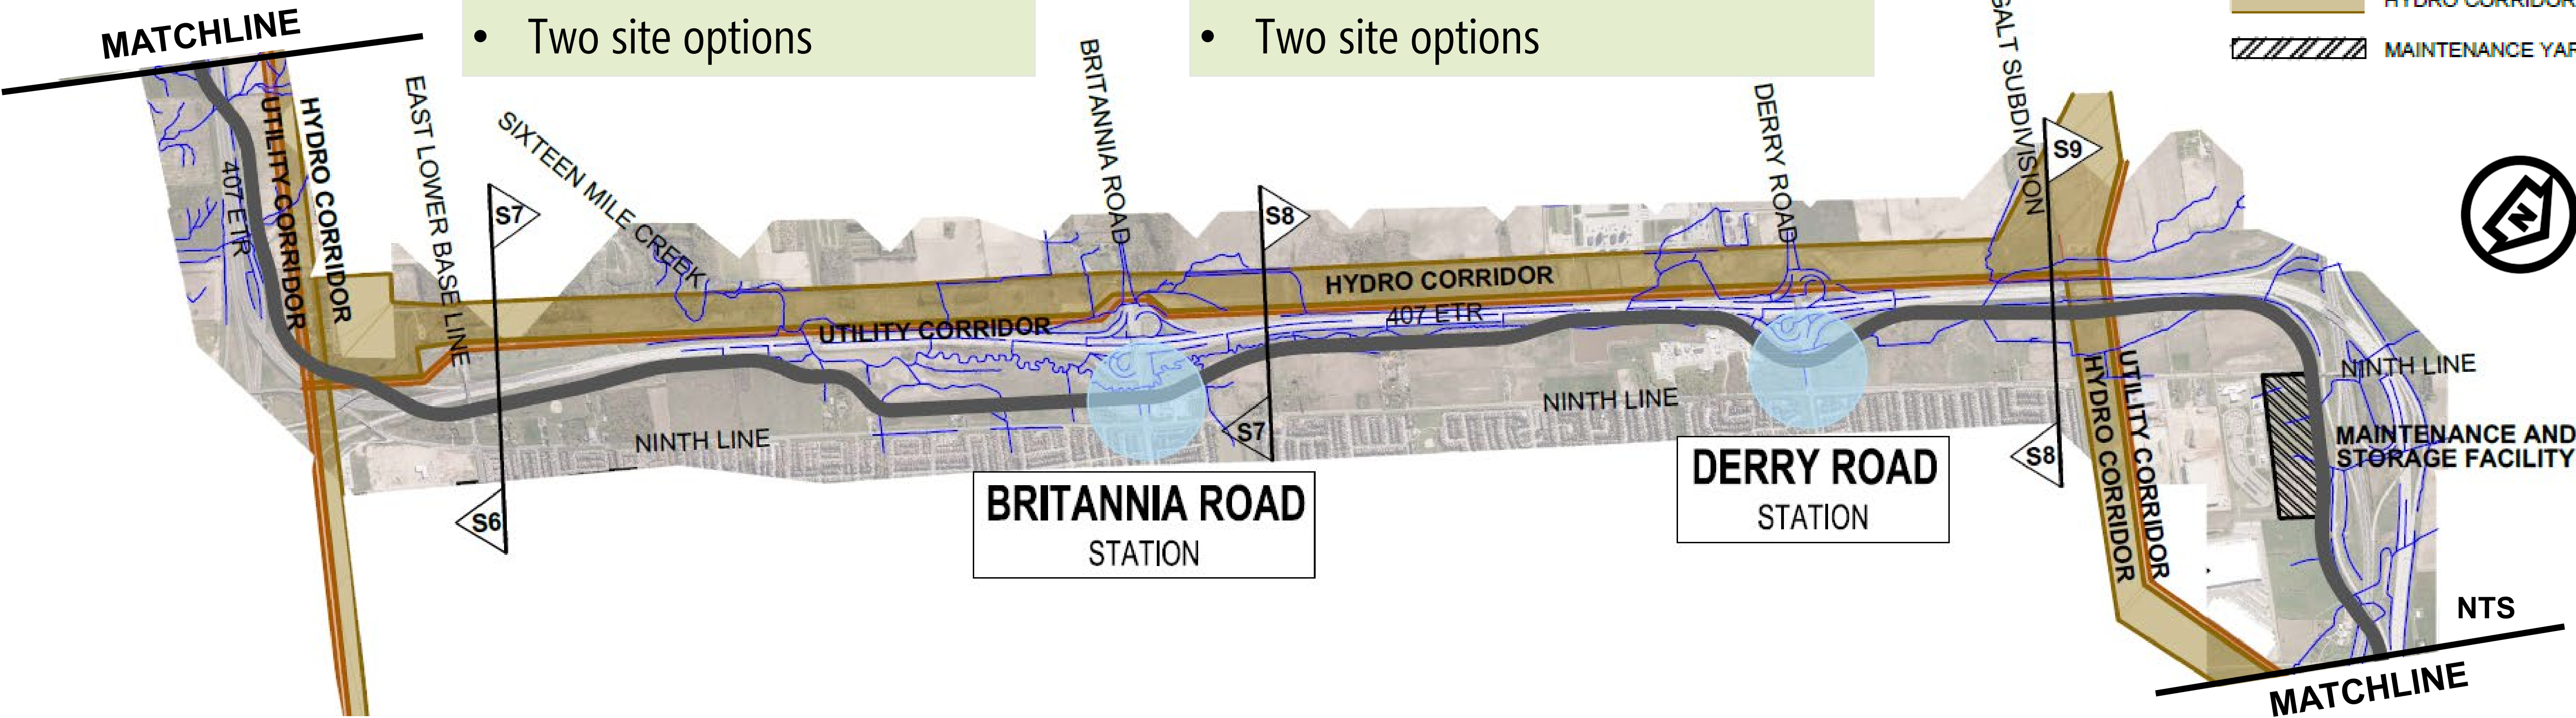 MATCHLINE
• Two site options
• Two site options
HYDRO CORRIDOR
MAINTENANCE YAR
407 ETR
UTILITY CORRIDOR
HYDRO CORRIDOR
EAST LOWER BASE LINE
S7
S6
SIXTEEN MILE CREEK
NINTH LINE
UTILITY CORRIDOR
BRITANNIA ROAD
S8
S7
BRITANNIA ROAD
STATION
HYDRO CORRIDOR
407 ETR
NINTH LINE
DERRY ROAD
DERRY ROAD
STATION
GALT SUBDIVISION
S9
S8
HYDRO CORRIDOR
UTILITY CORRIDOR
N
NINTH LINE
MAINTENANCE AND
STORAGE FACILITY
NTS
MATCHLINE